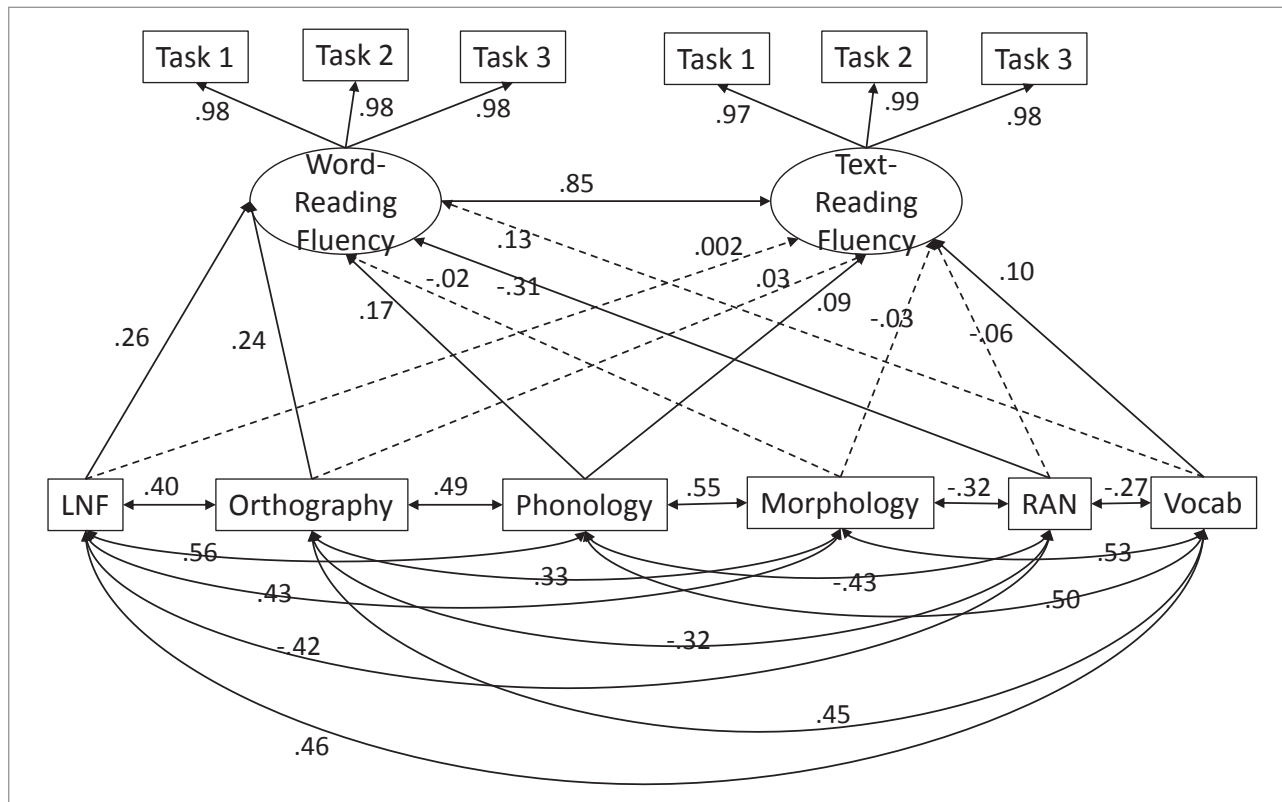 Task 1
Task 2
Task 3
Task 1
Task 2
Task 3
.98
.98
.98
.97
.99
.98
Word-
Reading
Fluency
.85
Text-
Reading
Fluency
.13
.002
-.02
-.31
.03
.10
.26
.24
.17
.09
-.03
-.06
LNF
.40
Orthography
.49
Phonology
.55
Morphology
-.32
RAN
-.27
Vocab
.56
.33
-.43
.53
.43
.50
-.42
-.32
.45
.46